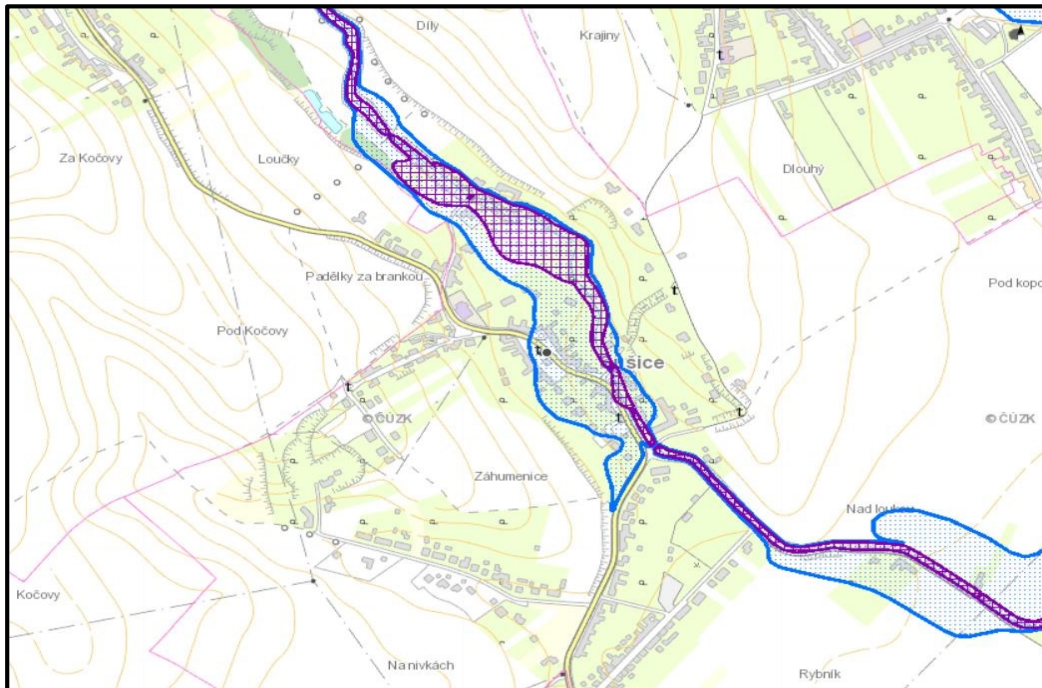 Díly
Krajiny
Za Kočovy
Loučky
Dlouhý
Padělky za brankou
Pod kopc
Pod Kočovy
šice
© ČÚZK
© ČÚZK
Záhumenice
Nad loukou
Kočovy
Na nivkách
Rybník